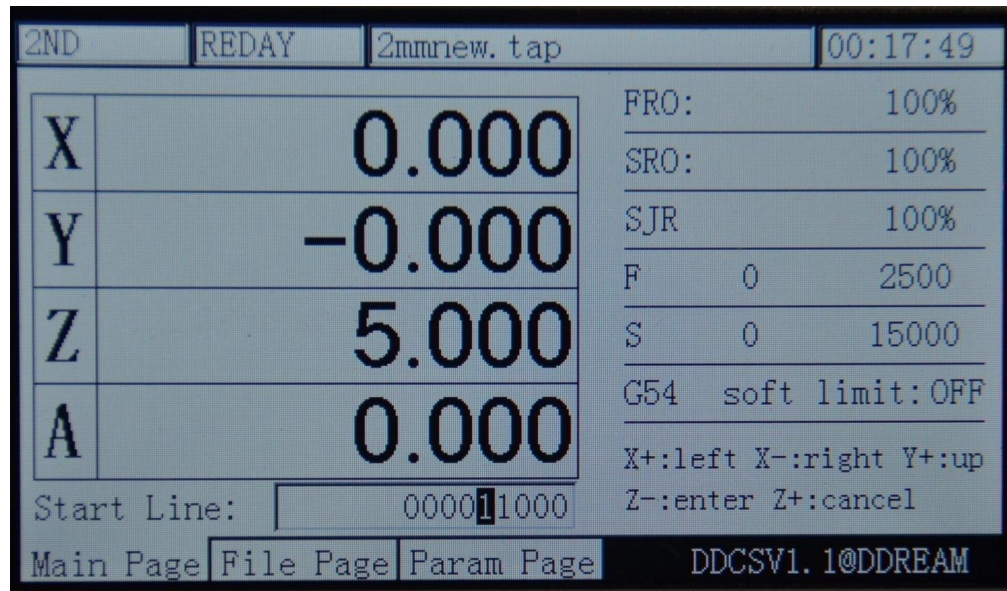 2ND REDAY 2mmnew.tap 00:17:49
X 0.000
Y -0.000
Z 5.000
A 0.000
FRO: 100%
SRO: 100%
SJR 100%
F 0 2500
S 0 15000
G54 soft limit:OFF
X+:left X-:right Y+:up
Z-:enter Z+:cancel
Start Line: 000011000
Main Page File Page Param Page DDCSV1.1@DDREAM